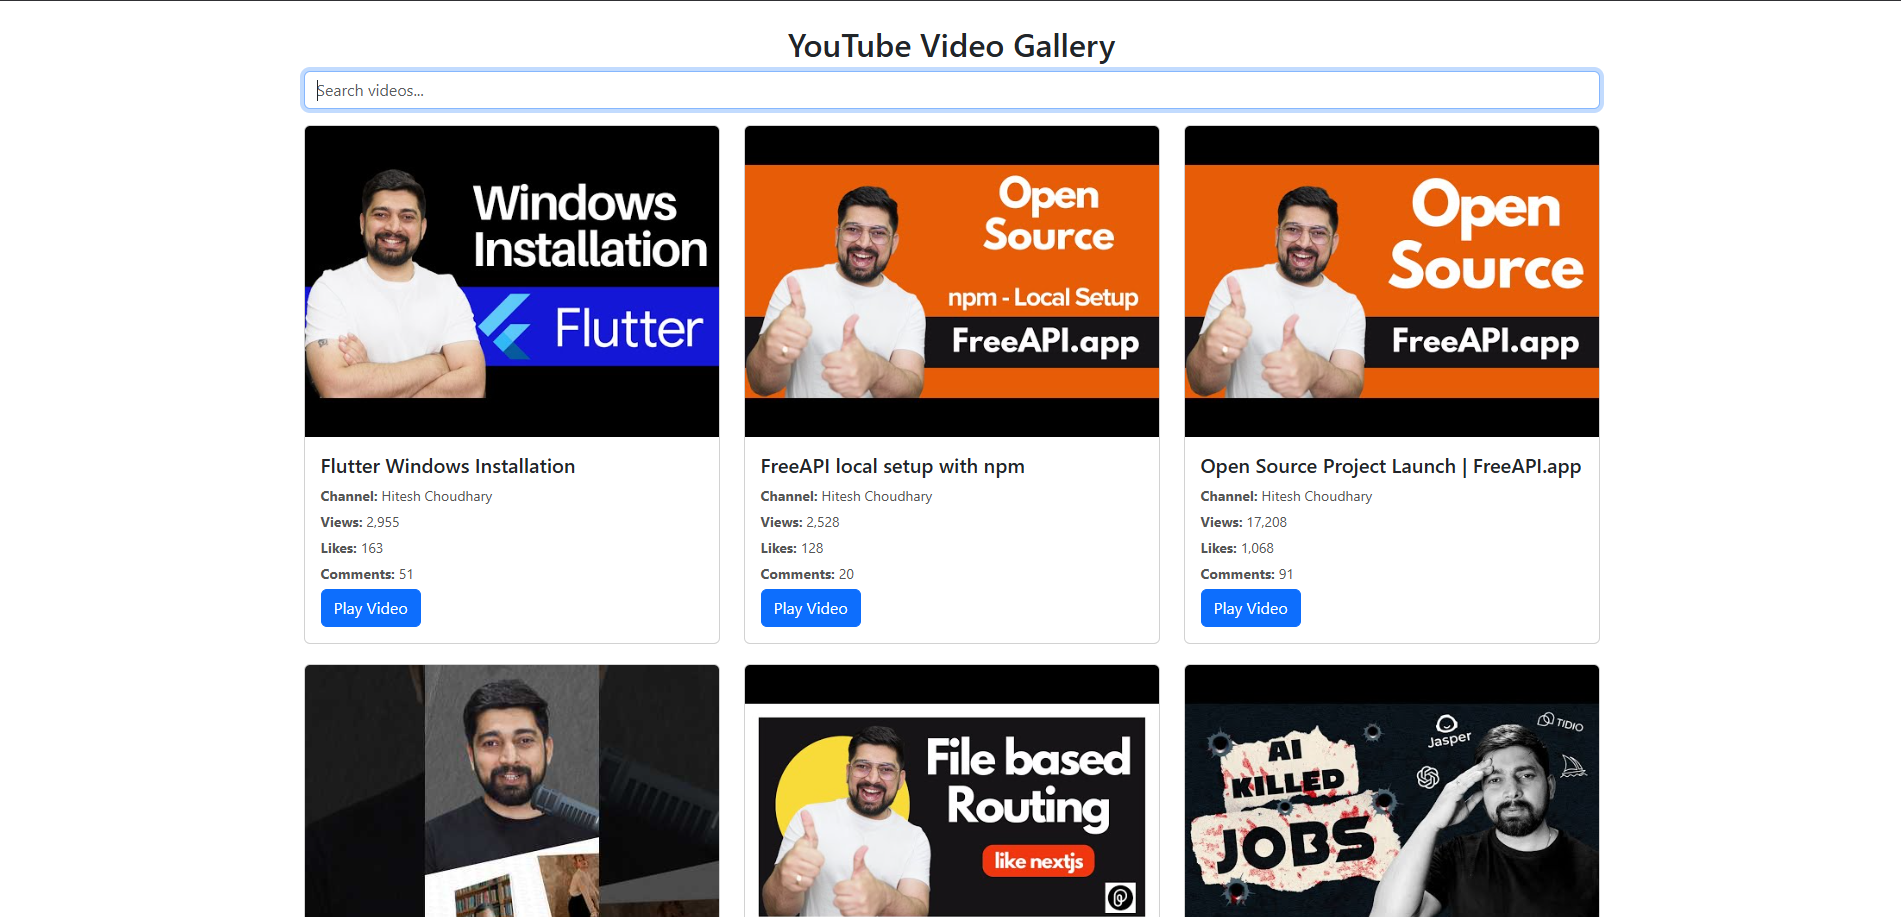 YouTube Video Gallery
Search videos...
Windows
Installation
Flutter
Flutter Windows Installation
Channel: Hitesh Choudhary
Views: 2,955
Likes: 163
Comments: 51
Play Video
Open
Source
npm - Local Setup
FreeAPI.app
FreeAPI local setup with npm
Channel: Hitesh Choudhary
Views: 2,528
Likes: 128
Comments: 20
Play Video
Open
Source
FreeAPI.app
Open Source Project Launch | FreeAPI.app
Channel: Hitesh Choudhary
Views: 17,208
Likes: 1,068
Comments: 91
Play Video
File based
Routing
like nextjs
AI
KILLED
JOBS
Jasper
TIDIO